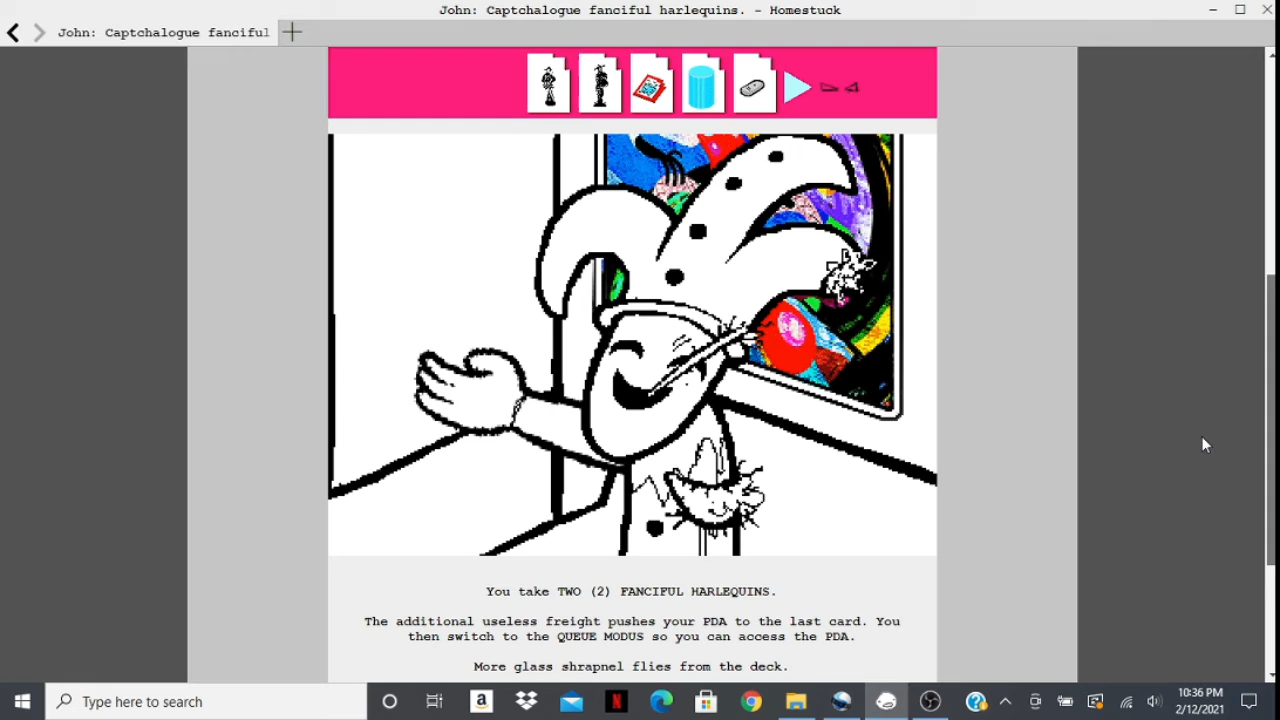 John: Captchalogue fanciful harlequins. - Homestuck
John: Captchalogue fanciful
You take TWO (2) FANCIFUL HARLEQUINS.
The additional useless freight pushes your PDA to the last card. You
then switch to the QUEUE MODUS so you can access the PDA.
More glass shrapnel flies from the deck.
Type here to search
10:36 PM
2/12/2021